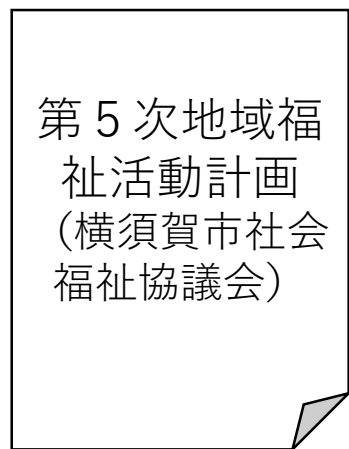 第５次地域福
祉活動計画
（横須賀市社会
福祉協議会）